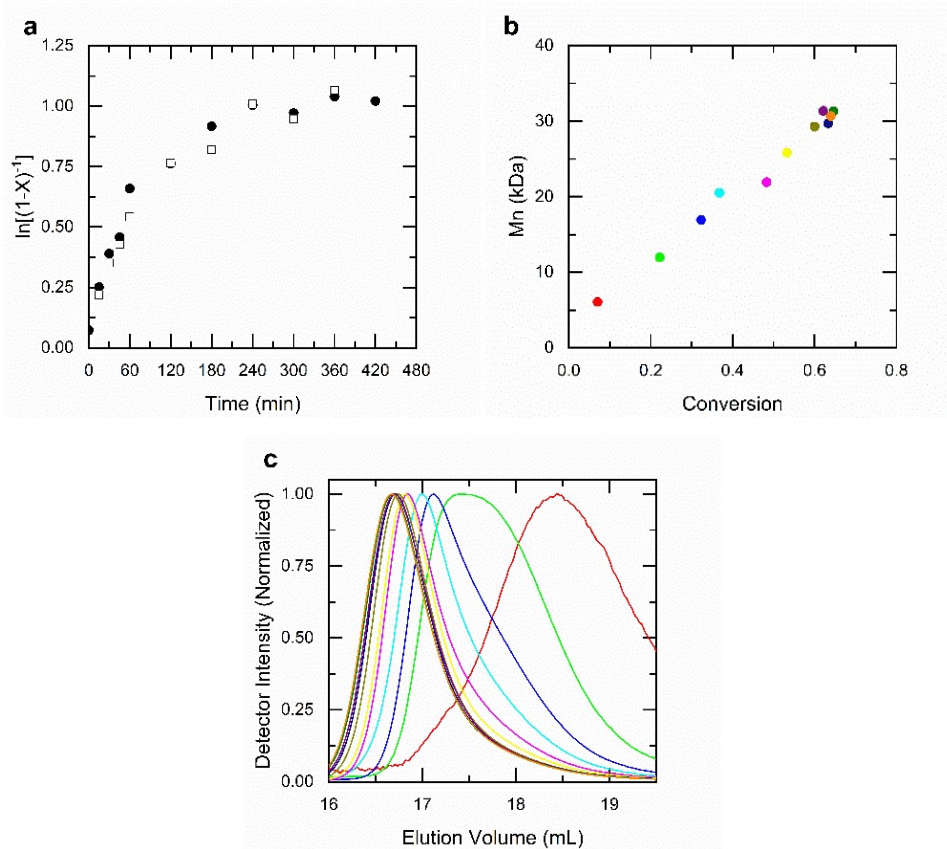 a
1.25
1.00
0.75
0.50
0.25
0.00
ln[(1-X)⁻¹]
0 60 120 180 240 300 360 420 480
Time (min)
b
40
30
20
10
0
Mn (kDa)
0.0 0.2 0.4 0.6 0.8
Conversion
c
1.00
0.75
0.50
0.25
0.00
Detector Intensity (Normalized)
16 17 18 19
Elution Volume (mL)